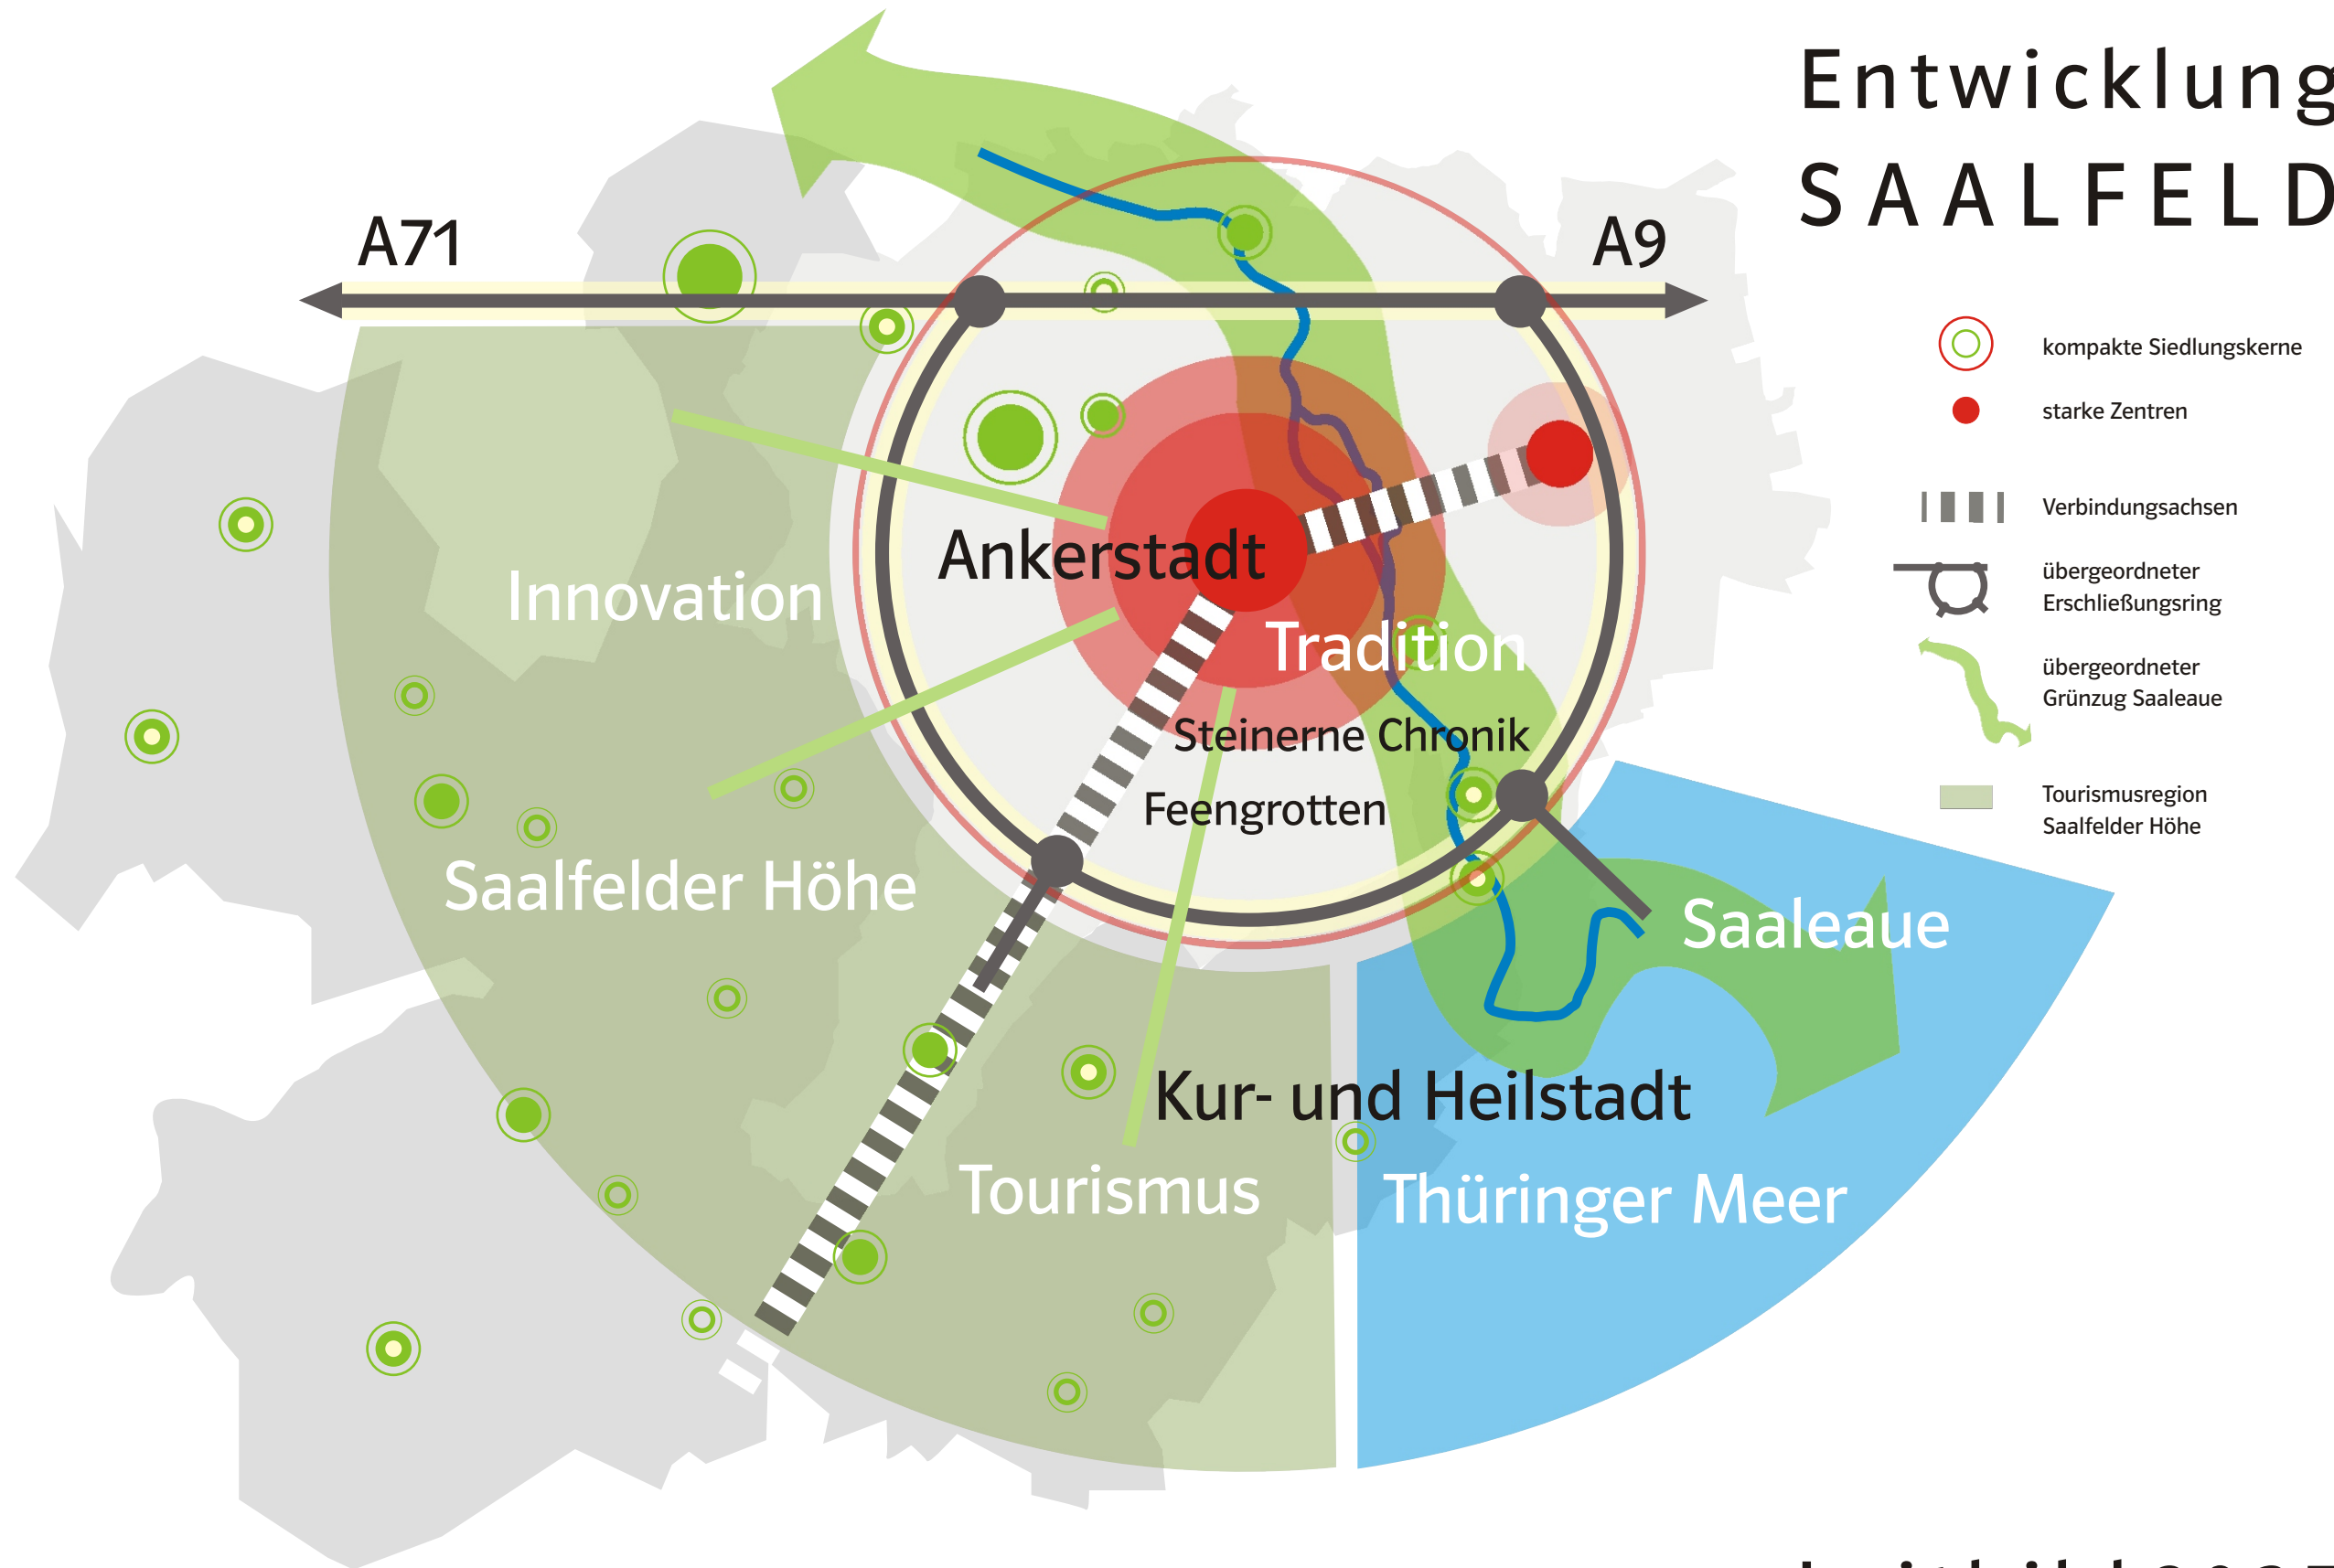 Entwicklung
SAALFELD
A71
A9
kompakte Siedlungskerne
starke Zentren
Verbindungsachsen
übergeordneter
Erschließungsring
übergeordneter
Grünzug Saaleaue
Tourismusregion
Saalfelder Höhe
Ankerstadt
Innovation
Tradition
Steinerne Chronik
Feengrotten
Saalfelder Höhe
Saaleaue
Kur- und Heilstadt
Tourismus
Thüringer Meer